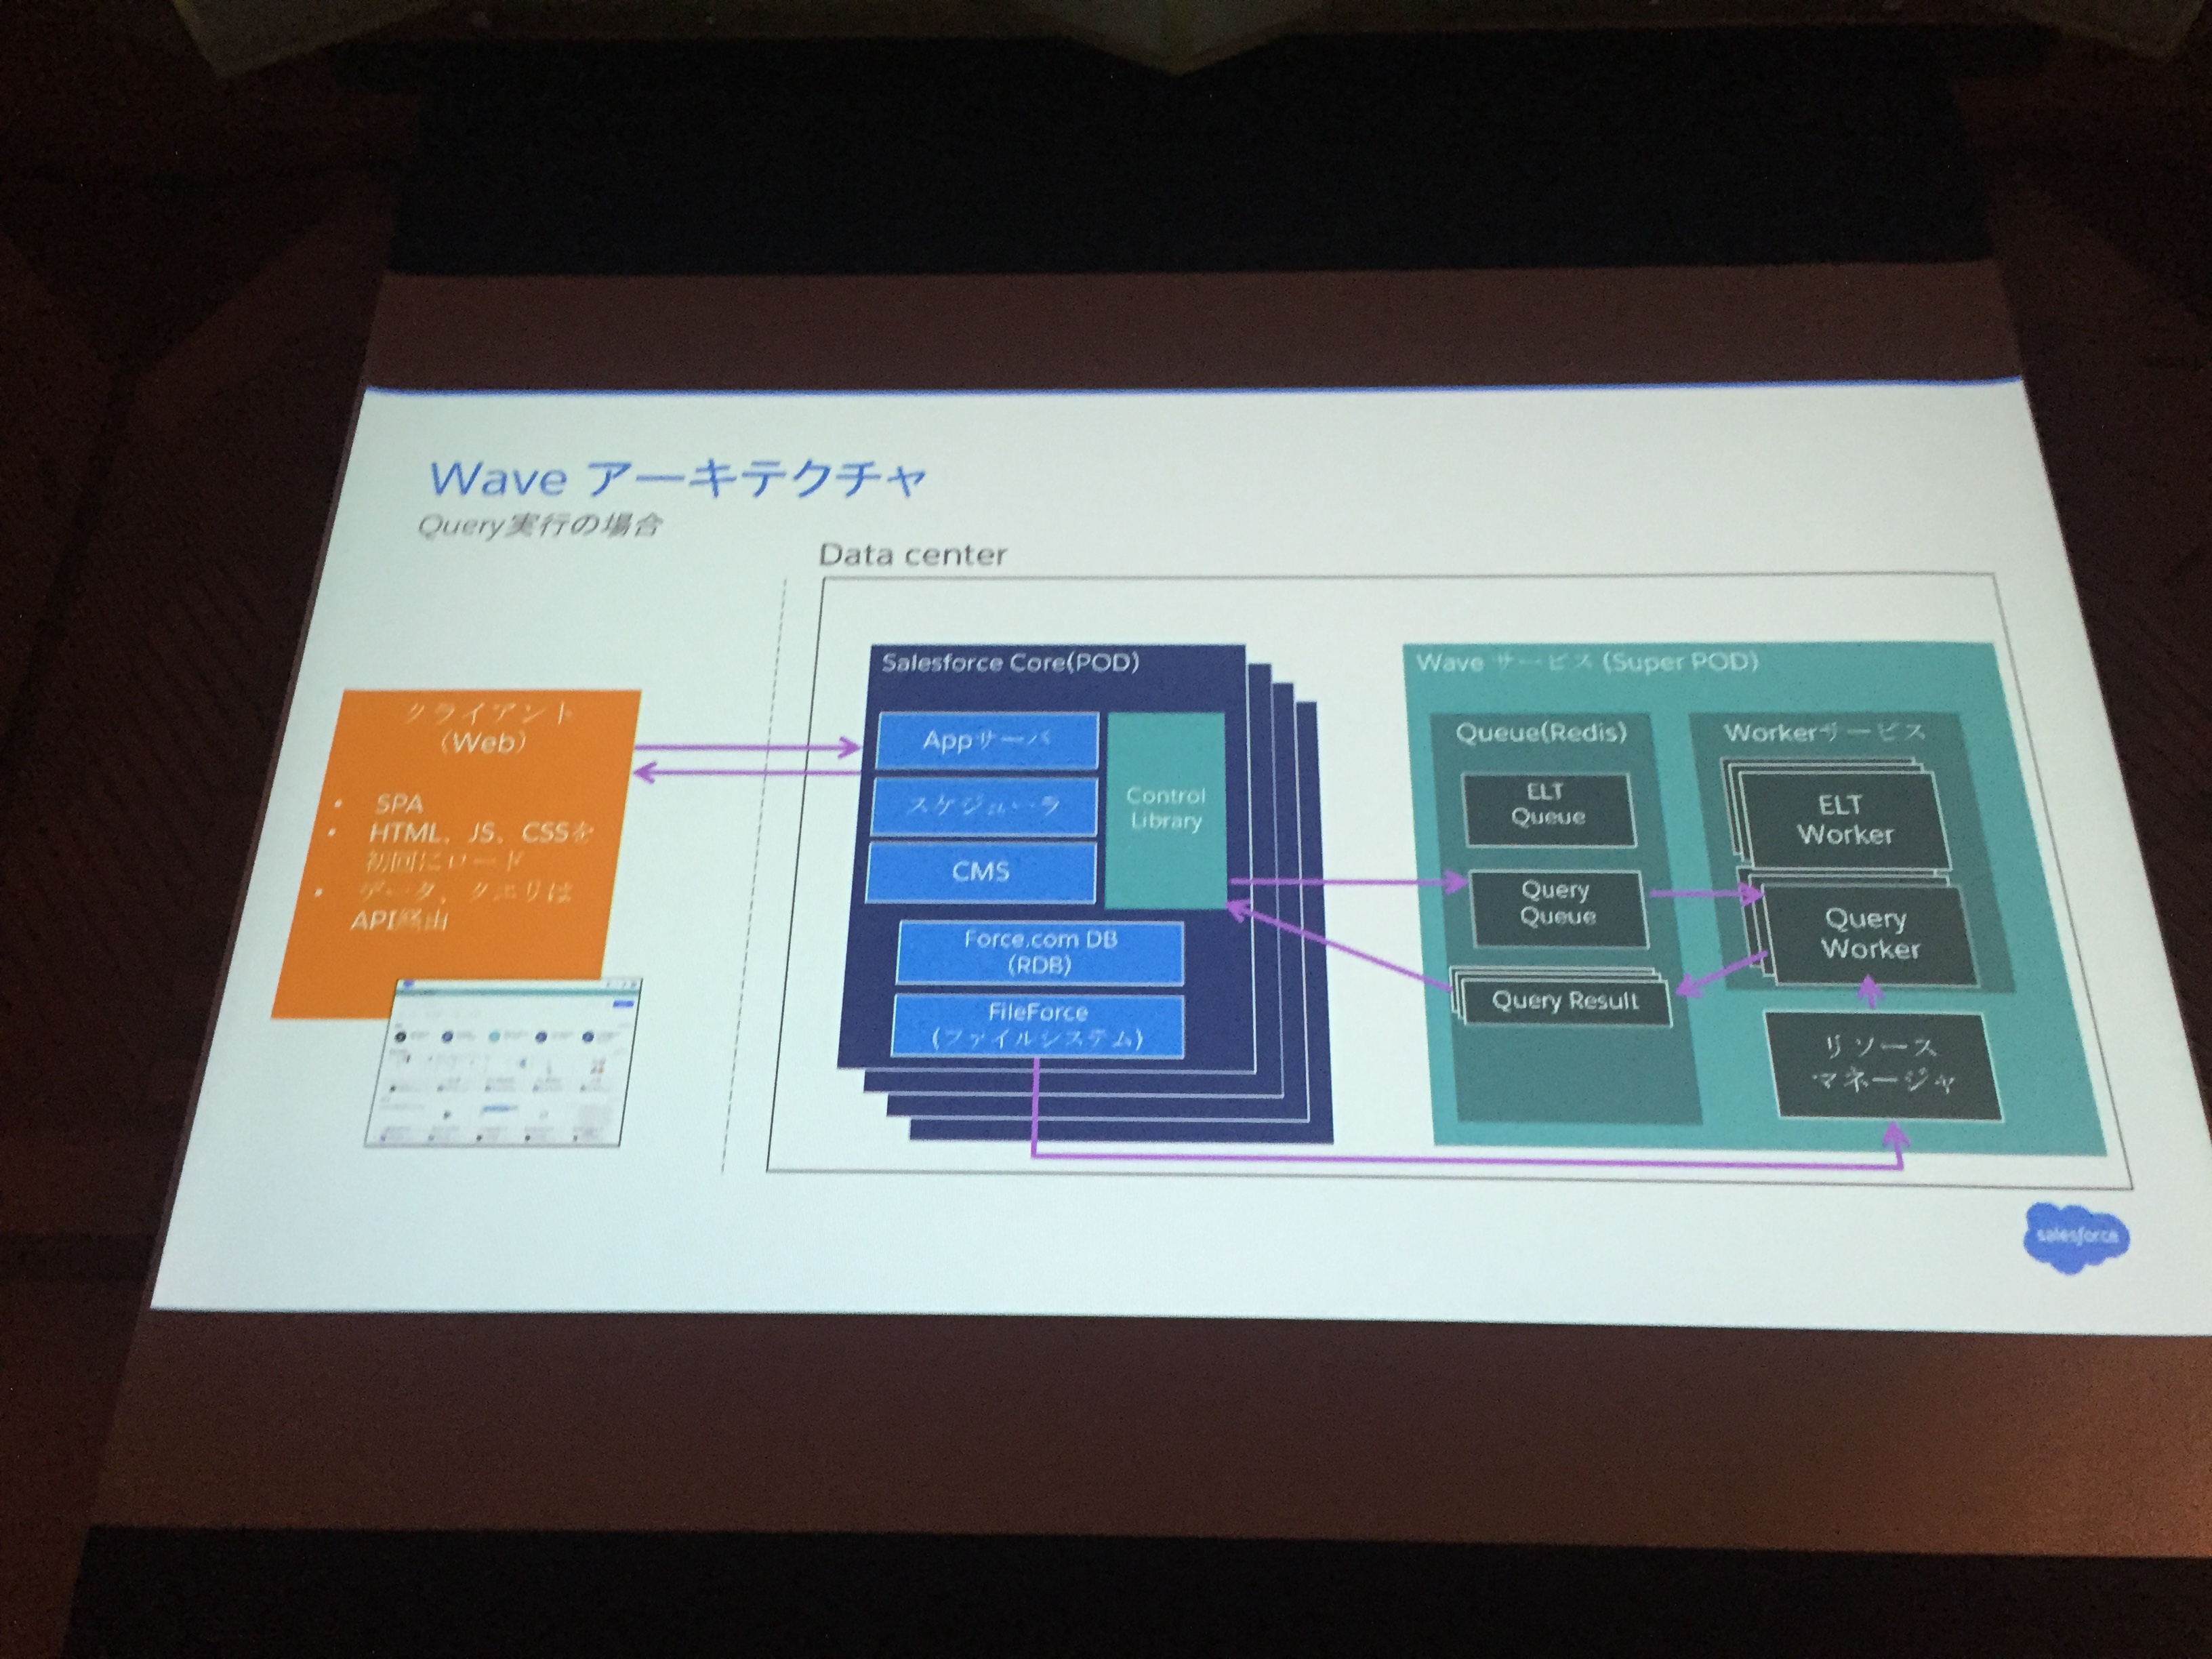 Wave アーキテクチャ
Query実行の場合
Data center
クライアント
(Web)
• SPA
• HTML、JS、CSSを
初回にロード
• データ、クエリは
API経由
Salesforce Core(POD)
Appサーバ
スケジューラ
CMS
Control
Library
Force.com DB
(RDB)
FileForce
(ファイルシステム)
Wave サービス (Super POD)
Queue(Redis)
ELT
Queue
Query
Queue
Query Result
Workerサービス
ELT
Worker
Query
Worker
リソース
マネージャ
salesforce